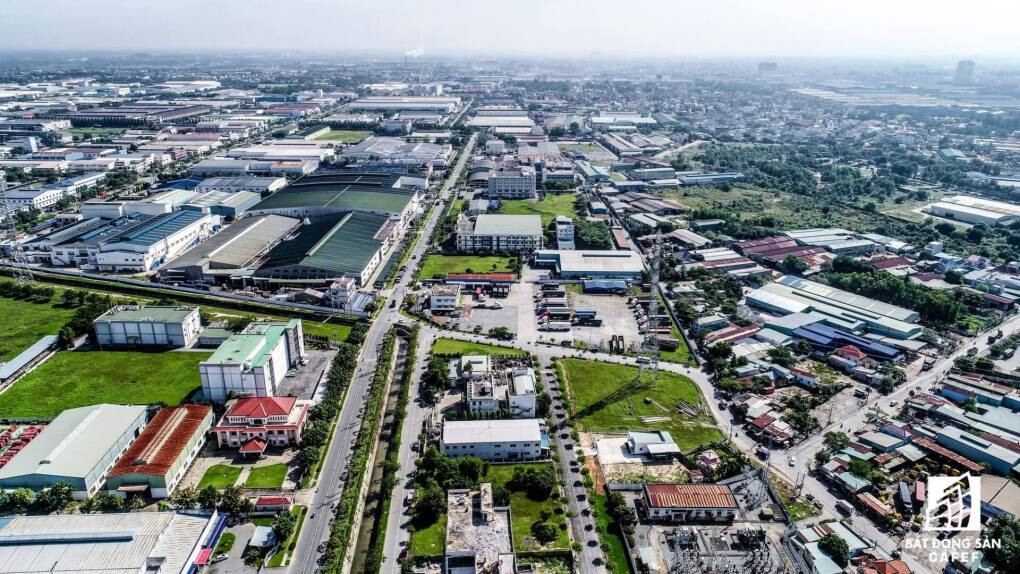 BẤT ĐỘNG SẢN
CAFEF